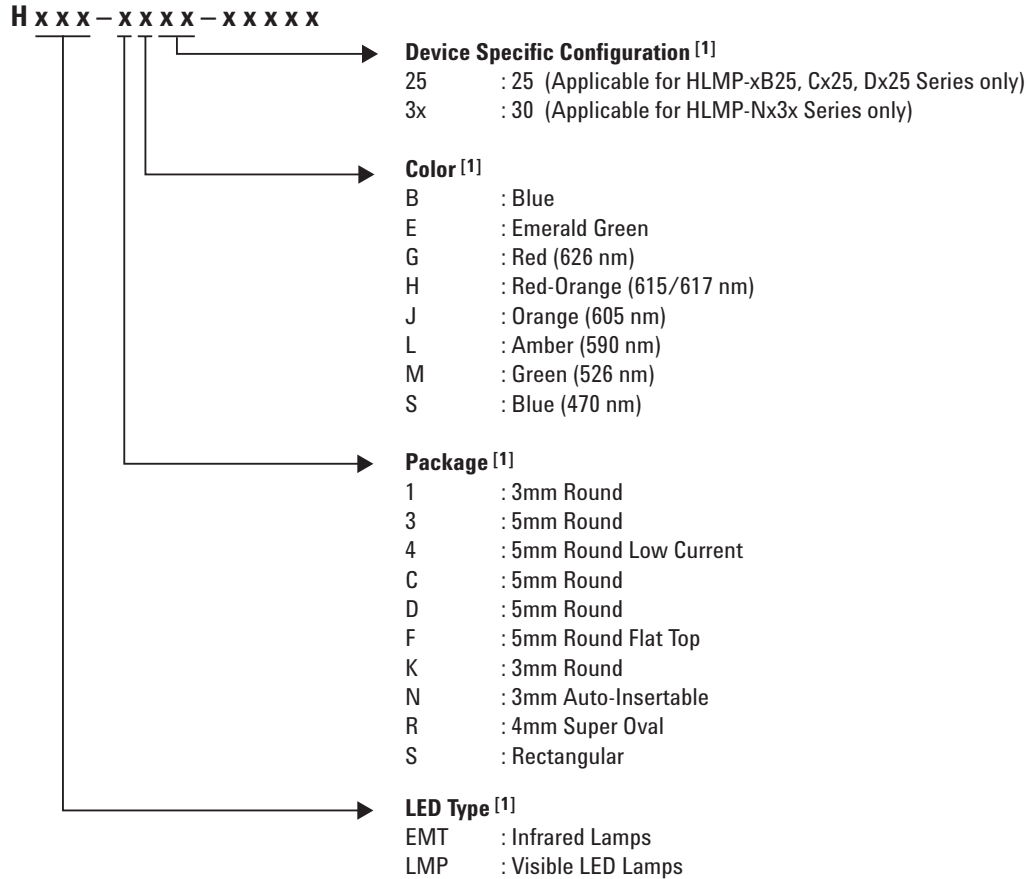 H x x x – x x x x – x x x x x
Device Specific Configuration [1]
25 : 25 (Applicable for HLMP-xB25, Cx25, Dx25 Series only)
3x : 30 (Applicable for HLMP-Nx3x Series only)
Color [1]
B : Blue
E : Emerald Green
G : Red (626 nm)
H : Red-Orange (615/617 nm)
J : Orange (605 nm)
L : Amber (590 nm)
M : Green (526 nm)
S : Blue (470 nm)
Package [1]
1 : 3mm Round
3 : 5mm Round
4 : 5mm Round Low Current
C : 5mm Round
D : 5mm Round
F : 5mm Round Flat Top
K : 3mm Round
N : 3mm Auto-Insertable
R : 4mm Super Oval
S : Rectangular
LED Type [1]
EMT : Infrared Lamps
LMP : Visible LED Lamps